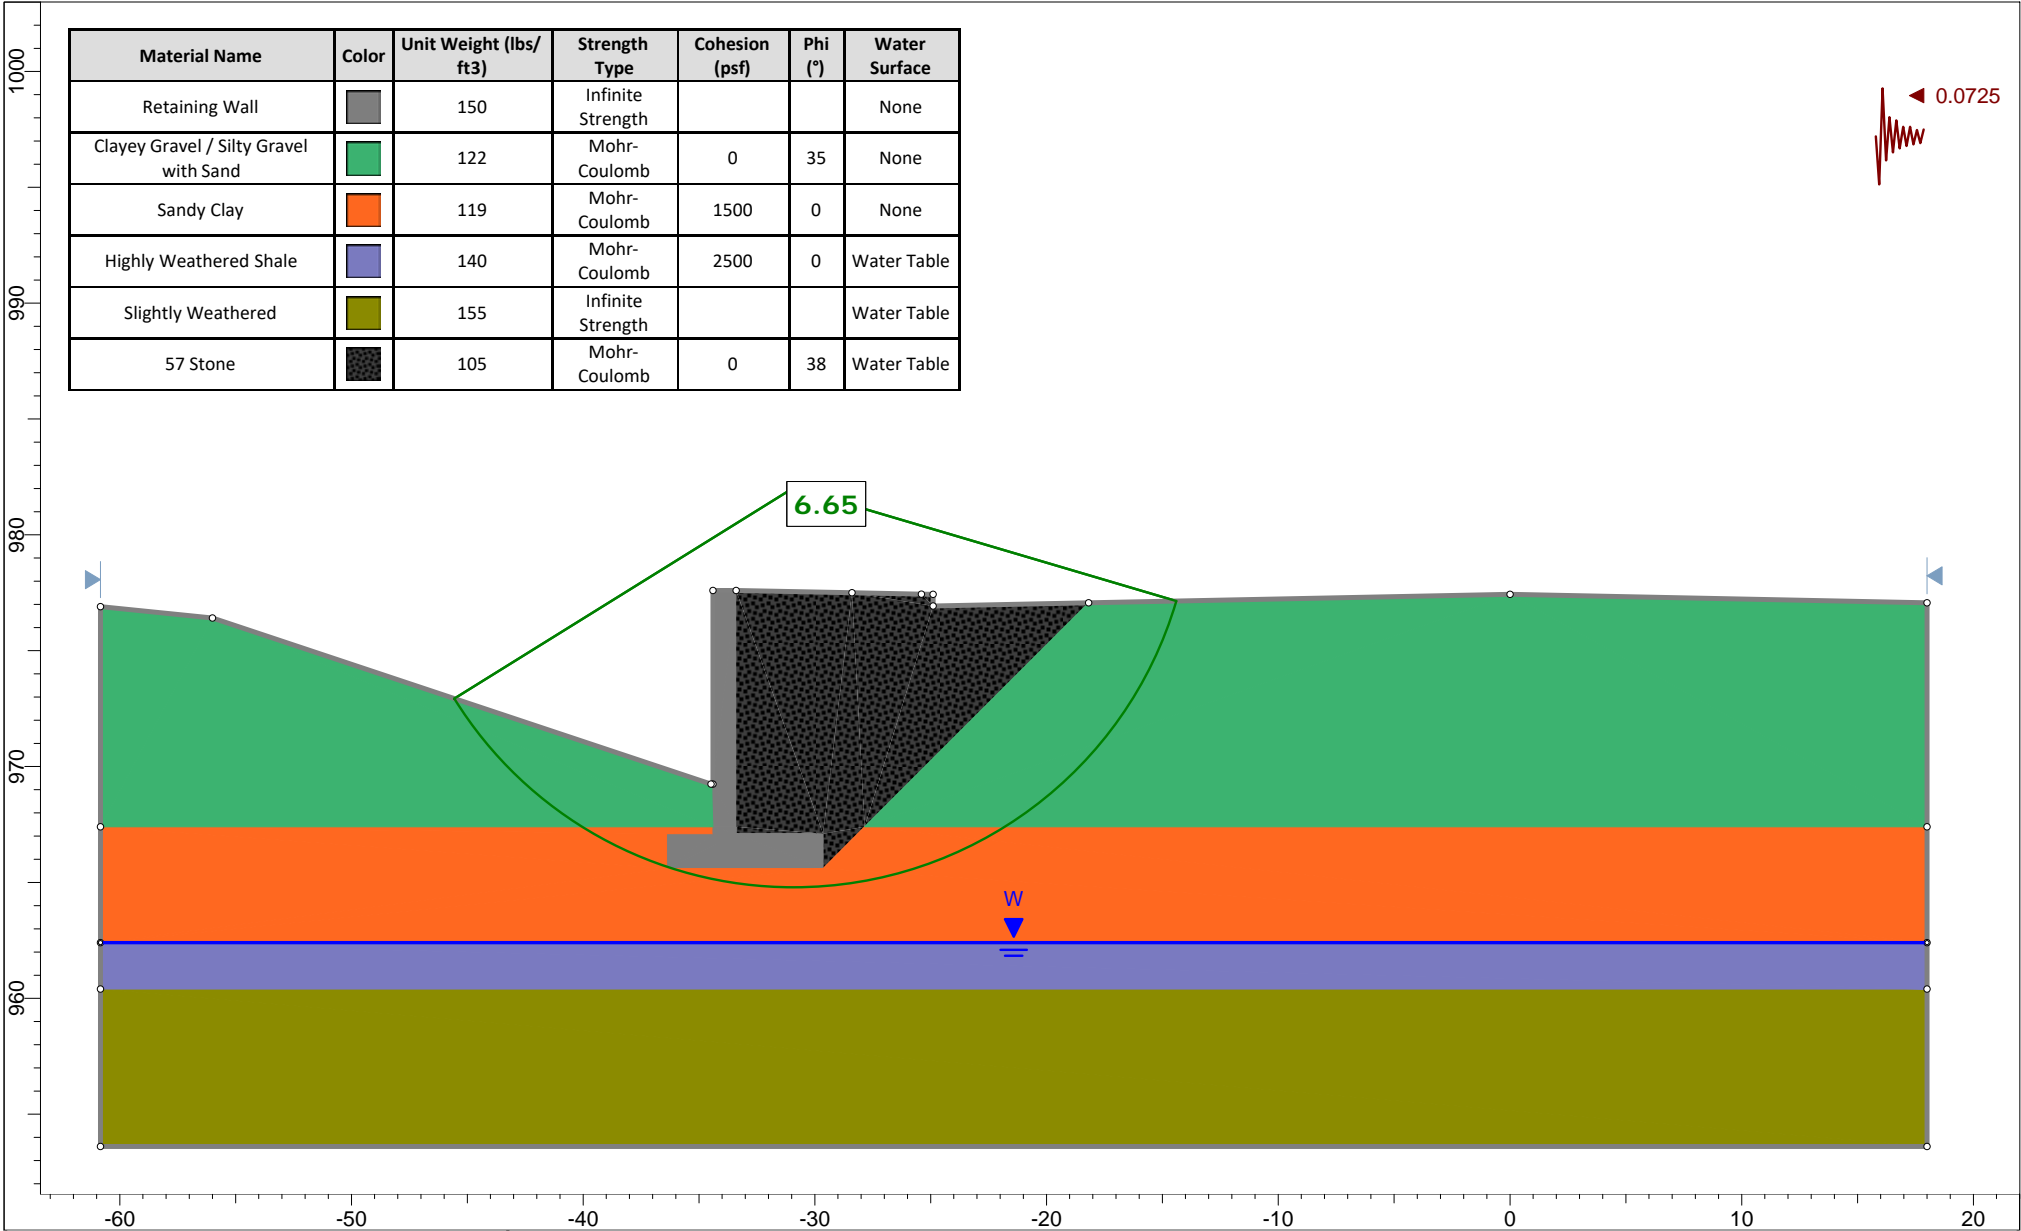 Material Name Color Unit Weight (lbs/ Strength Cohesion Phi Water
ft3) Type (psf) (°) Surface
Retaining Wall 150 Infinite None
Strength
Clayey Gravel / Silty Gravel 122 Mohr- 0 35 None
with Sand Coulomb
Sandy Clay 119 Mohr- 1500 0 None
Coulomb
Highly Weathered Shale 140 Mohr- 2500 0 Water Table
Coulomb
Slightly Weathered 155 Infinite Water Table
Strength
57 Stone 105 Mohr- 0 38 Water Table
Coulomb
0.0725
6.65
W
1000
990
980
970
960
-60 -50 -40 -30 -20 -10 0 10 20